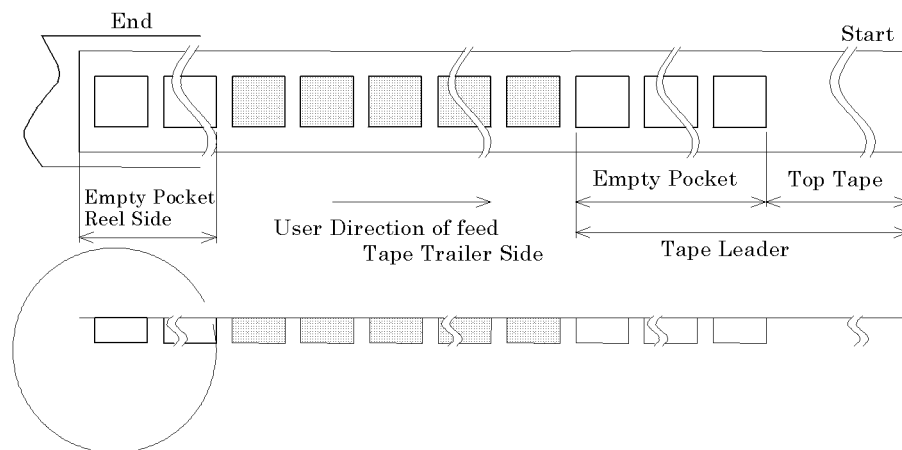 End
Start
Empty Pocket
Reel Side
Empty Pocket
Top Tape
User Direction of feed
Tape Trailer Side
Tape Leader